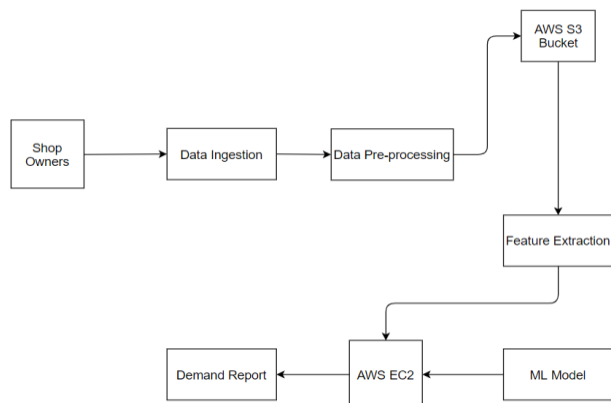 AWS S3
Bucket
Shop
Owners
Data Ingestion
Data Pre-processing
Feature Extraction
Demand Report
AWS EC2
ML Model